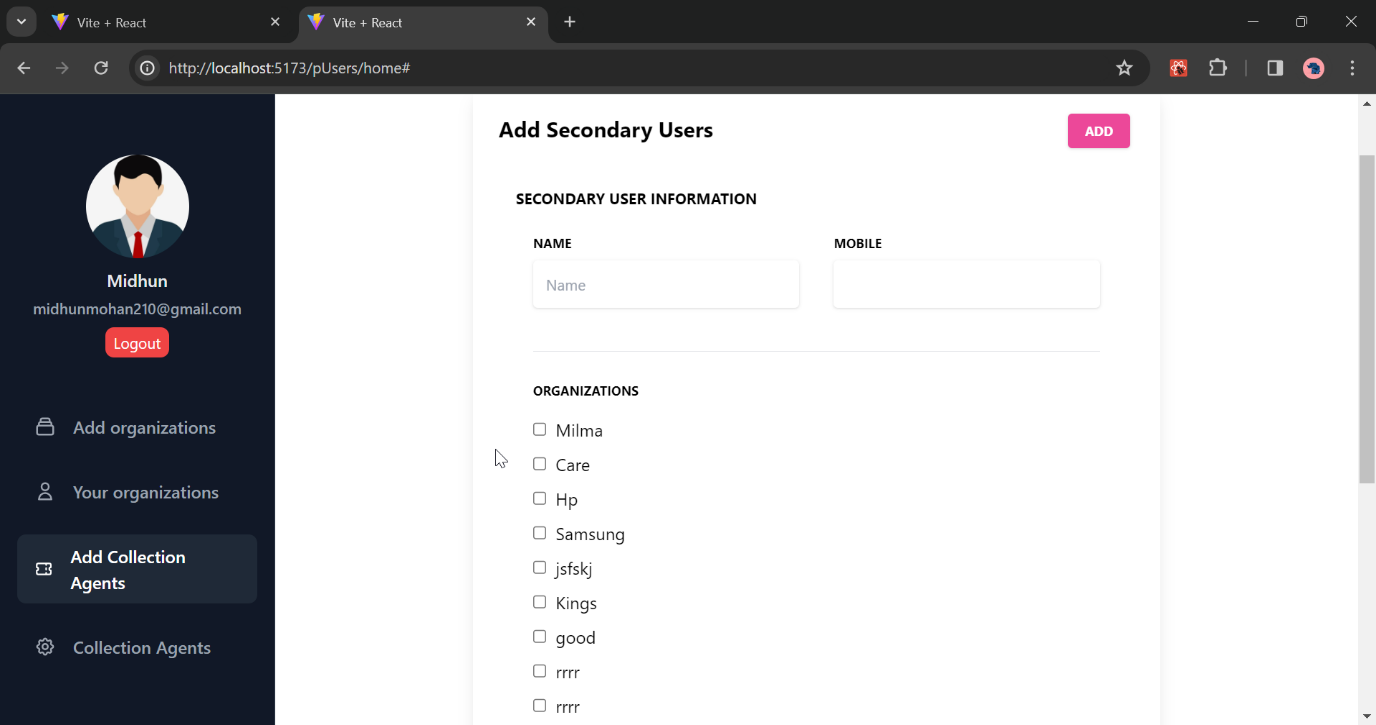 Vite + React
Vite + React
http://localhost:5173/pUsers/home#
Midhun
midhunmohan210@gmail.com
Logout
Add organizations
Your organizations
Add Collection
Agents
Collection Agents
Add Secondary Users
ADD
SECONDARY USER INFORMATION
NAME
MOBILE
Name
ORGANIZATIONS
Milma
Care
Hp
Samsung
jsfskj
Kings
good
rrrr
rrrr